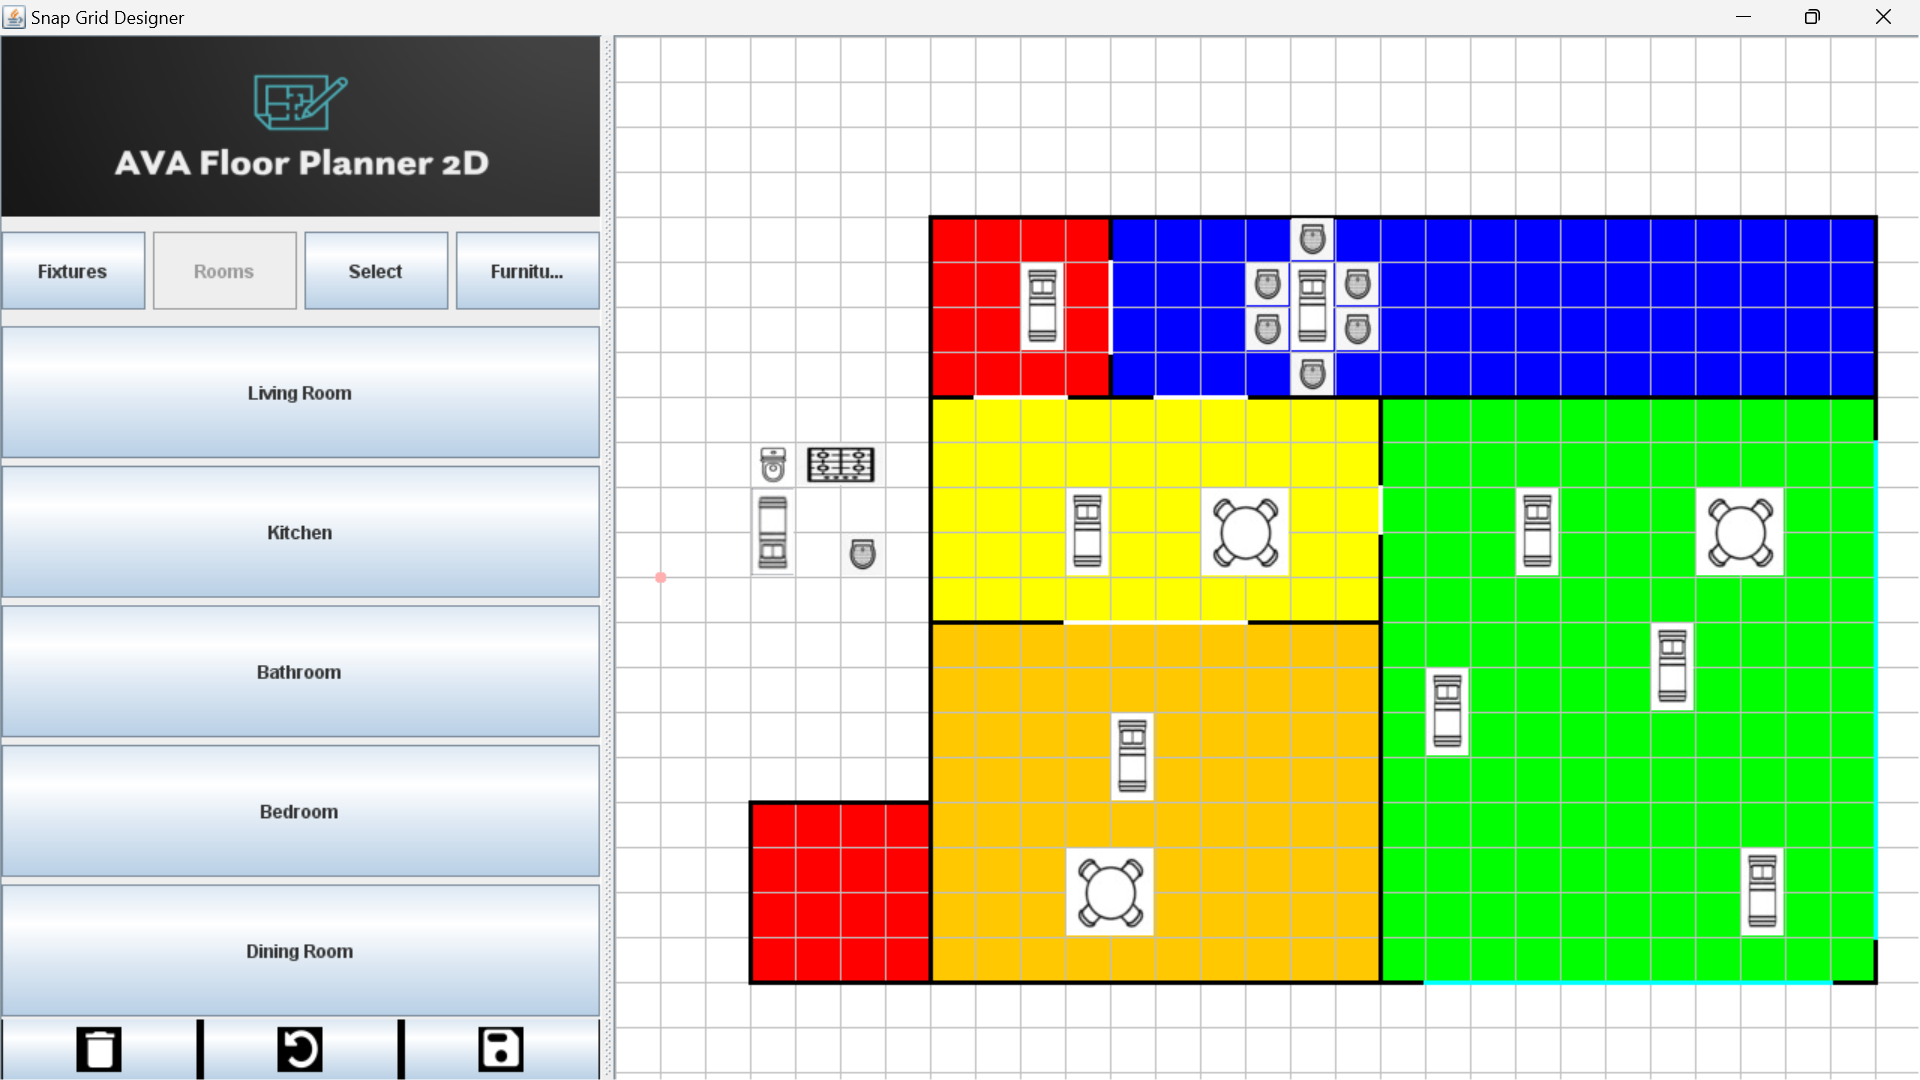 Snap Grid Designer
AVA Floor Planner 2D
Fixtures
Rooms
Select
Furnitu...
Living Room
Kitchen
Bathroom
Bedroom
Dining Room